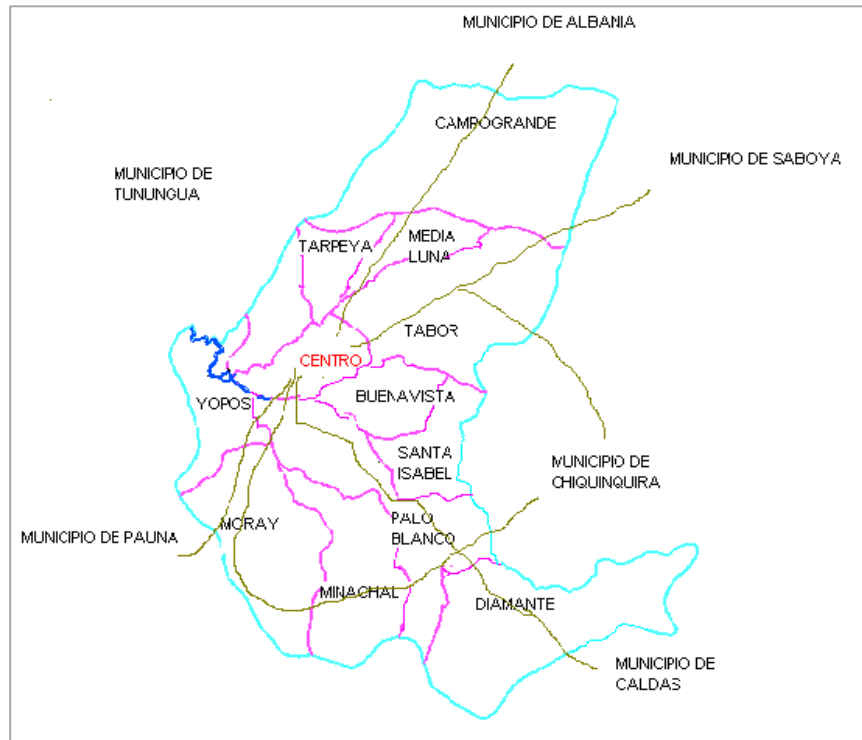 MUNICIPIO DE ALBANIA
CAMPOGRANDE
MUNICIPIO DE SABOYA
MUNICIPIO DE
TUNUNGUA
TARPEYA
MEDIA
LUNA
TABOR
CENTRO
YOPOS
BUENAVISTA
SANTA
ISABEL
MUNICIPIO DE
CHIQUINQUIRA
MUNICIPIO DE PAUNA
MORAY
PALO
BLANCO
MINACHAL
DIAMANTE
MUNICIPIO DE
CALDAS